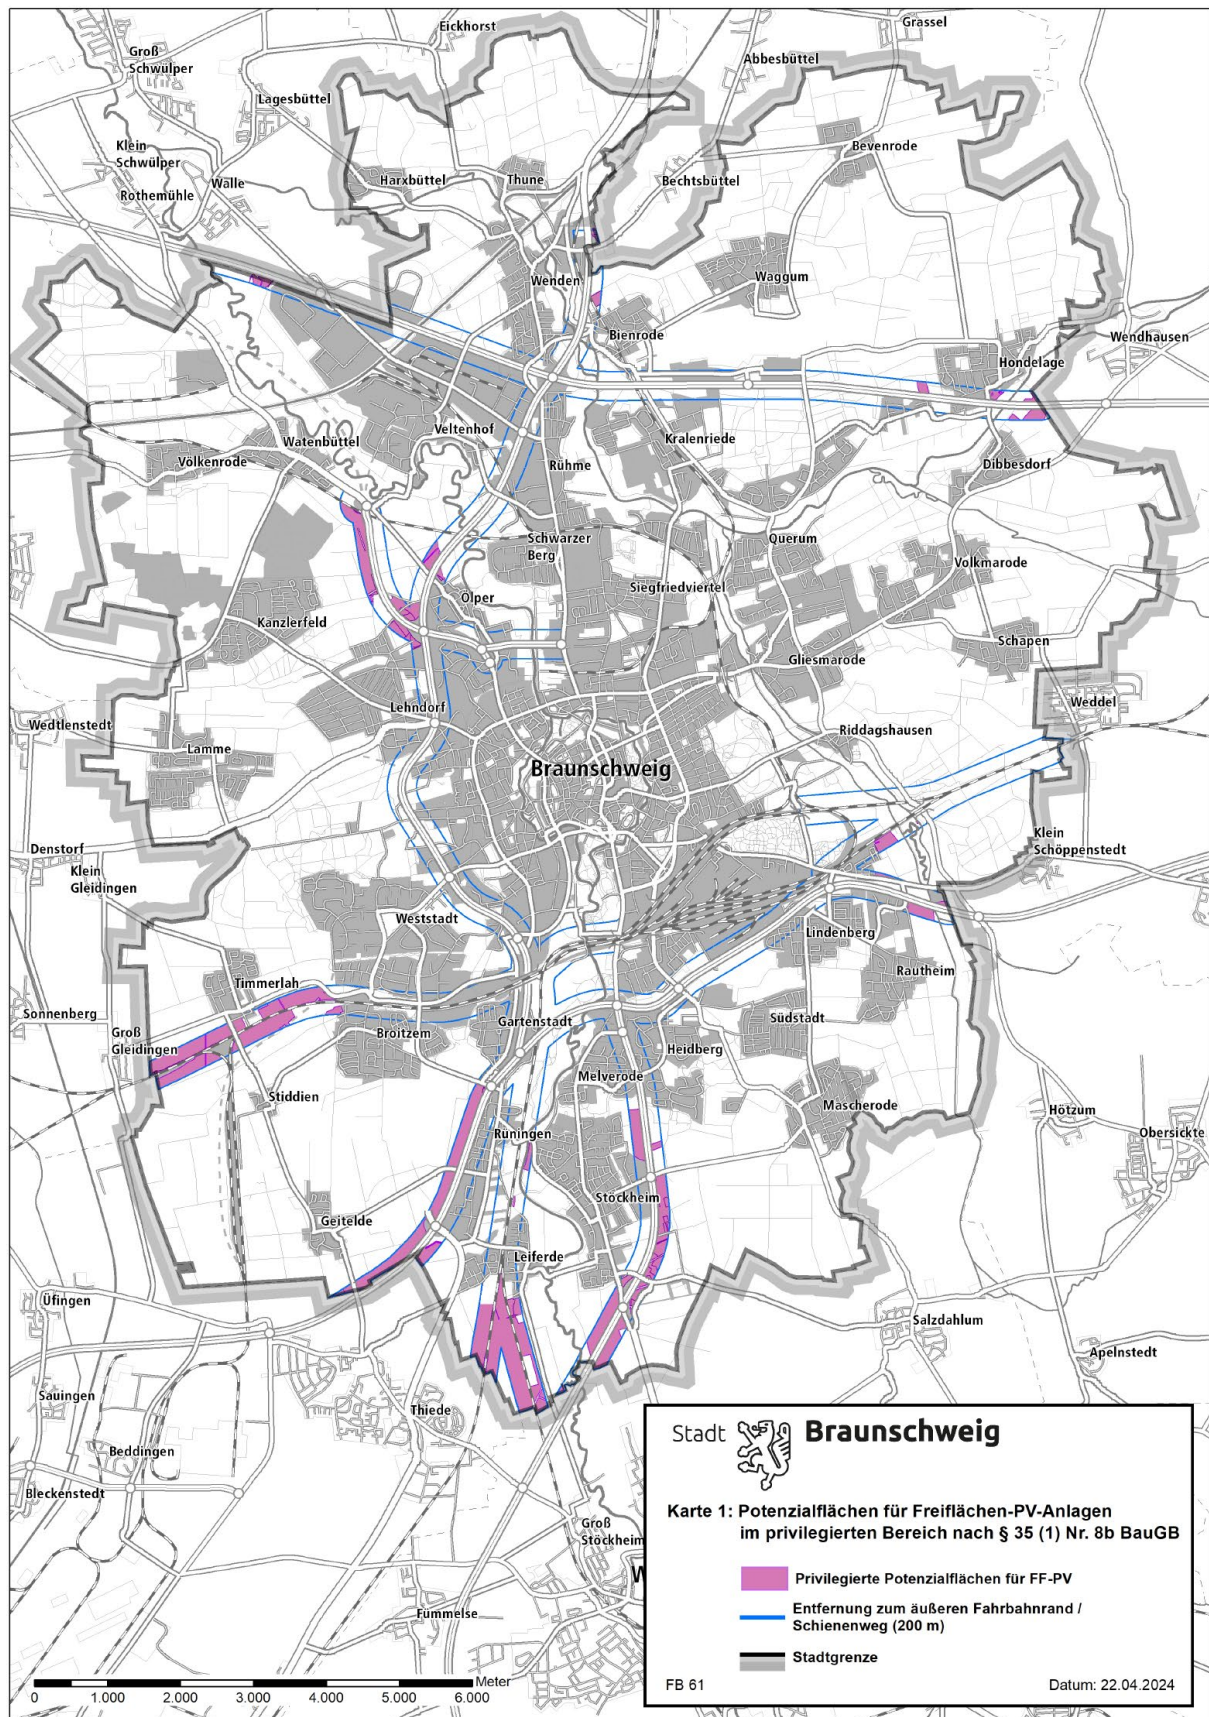 Eickhorst
Grassel
Groß
Schwülper
Abbesbüttel
Lagesbüttel
Klein
Schwülper
Bevenrode
Rothemühle
Walle
Harxbüttel
Thune
Bechtsbüttel
Wenden
Waggum
Bienrode
Wendhausen
Hondelage
Veltenhof
Watenbüttel
Kralenriede
Völkenrode
Rühme
Dibbesdorf
Schwarzer
Berg
Querum
Volkmarode
Siegfriedviertel
Ölper
Kanzlerfeld
Schapen
Gliesmarode
Lehndorf
Weddel
Wedtlenstedt
Riddagshausen
Lamme
Braunschweig
Denstorf
Klein
Schöppenstedt
Klein
Gleidingen
Weststadt
Lindenberg
Rautheim
Timmerlah
Sonnenberg
Gartenstadt
Südstadt
Groß
Gleidingen
Broitzem
Heidberg
Melverode
Stiddien
Mascherode
Hötzum
Rüningen
Obersickte
Stöckheim
Geitelde
Leiferde
Üfingen
Salzdahlum
Apelnstedt
Sauingen
Thiede
Beddingen
Bleckenstedt
Groß
Stöckheim
W
Fümmelse
Stadt Braunschweig
Karte 1: Potenzialflächen für Freiflächen-PV-Anlagen
im privilegierten Bereich nach § 35 (1) Nr. 8b BauGB
Privilegierte Potenzialflächen für FF-PV
Entfernung zum äußeren Fahrbahnrand /
Schienenweg (200 m)
Stadtgrenze
FB 61 Datum: 22.04.2024
Meter
0 1.000 2.000 3.000 4.000 5.000 6.000